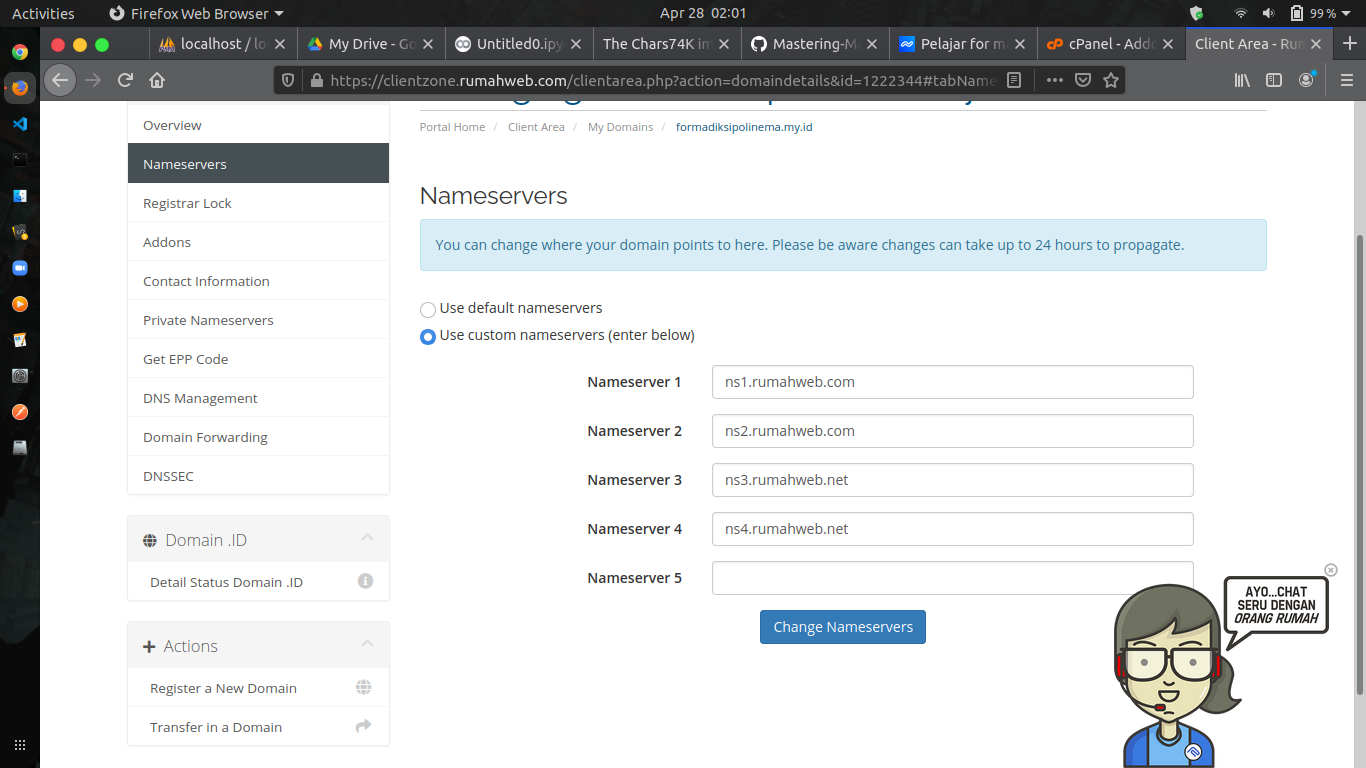 Activities
Firefox Web Browser
Apr 28 02:01
99 %
localhost / lo
My Drive - Go
Untitled0.ipy
The Chars74K im
Mastering-Ma
Pelajar for m
cPanel - Addo
Client Area - Rum
https://clientzone.rumahweb.com/clientarea.php?action=domaindetails&id=1222344#tabName
Overview
Nameservers
Registrar Lock
Addons
Contact Information
Private Nameservers
Get EPP Code
DNS Management
Domain Forwarding
DNSSEC
Domain .ID
Detail Status Domain .ID
Actions
Register a New Domain
Transfer in a Domain
Portal Home / Client Area / My Domains / formadiksipolinema.my.id
Nameservers
You can change where your domain points to here. Please be aware changes can take up to 24 hours to propagate.
Use default nameservers
Use custom nameservers (enter below)
Nameserver 1 ns1.rumahweb.com
Nameserver 2 ns2.rumahweb.com
Nameserver 3 ns3.rumahweb.net
Nameserver 4 ns4.rumahweb.net
Nameserver 5
Change Nameservers
AYO...CHAT
SERU DENGAN
ORANG RUMAH